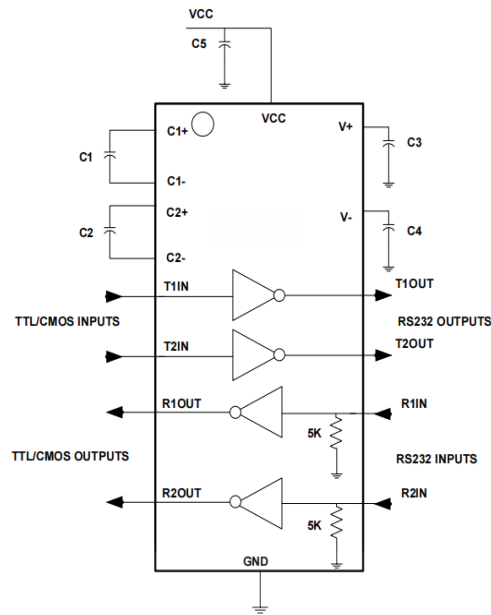 VCC
C5
VCC
C1+
V+
C1
C3
C1-
C2+
V-
C2
C4
C2-
T1IN
T1OUT
TTL/CMOS INPUTS
RS232 OUTPUTS
T2IN
T2OUT
R1OUT
R1IN
5K
TTL/CMOS OUTPUTS
RS232 INPUTS
R2OUT
R2IN
5K
GND